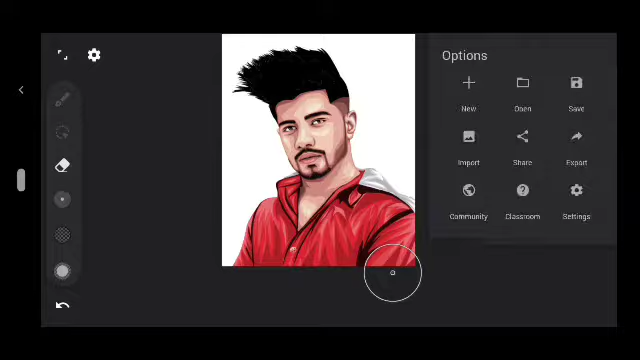 Options
New Open Save
Import Share Export
Community Classroom Settings